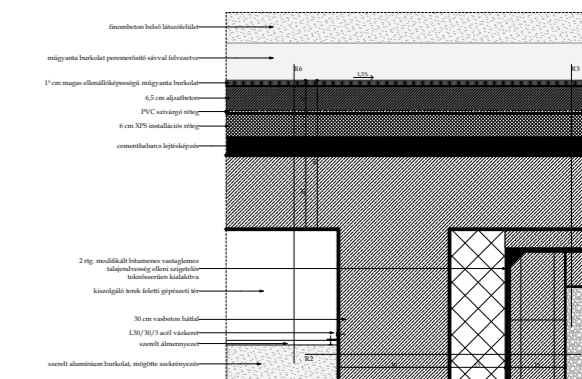 finombeton belső látszófelület
műgyanta burkolat peremerősítő sávval felvezetve
R6
R3
1,5%
1⁵ cm magas ellenállóképességű műgyanta burkolat
6,5 cm aljzatbeton
PVC szivárgó réteg
6 cm XPS installációs réteg
cementhabarcs lejtésképzés
2 rtg. modifikált bitumenes vastaglemez
talajnedvesség elleni szigetelés
teknőszerűen kialakítva
kiszolgáló terek feletti gépészeti tér
30 cm vasbeton hátfal
L30/30/3 acél vázkeret
szerelt álmennyezet
R2
szerelt alumínium burkolat, mögötte szekrényezés